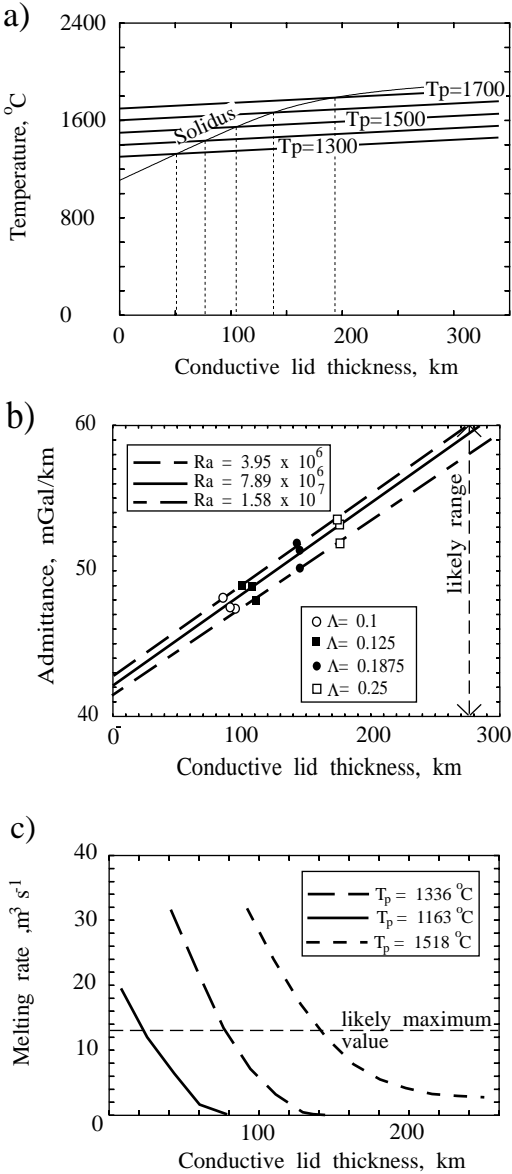 a)
2400
1600
800
0
Temperature, °C
Solidus
Tp=1700
Tp=1500
Tp=1300
0 100 200 300
Conductive lid thickness, km
b)
60
50
40
Admittance, mGal/km
Ra = 3.95 x 10^6
Ra = 7.89 x 10^6
Ra = 1.58 x 10^7
likely range
Λ= 0.1
Λ= 0.125
Λ= 0.1875
Λ= 0.25
0 100 200 300
Conductive lid thickness, km
c)
40
30
20
10
0
Melting rate ,m³ s⁻¹
Tp = 1336 °C
Tp = 1163 °C
Tp = 1518 °C
likely maximum
value
100 200
Conductive lid thickness, km